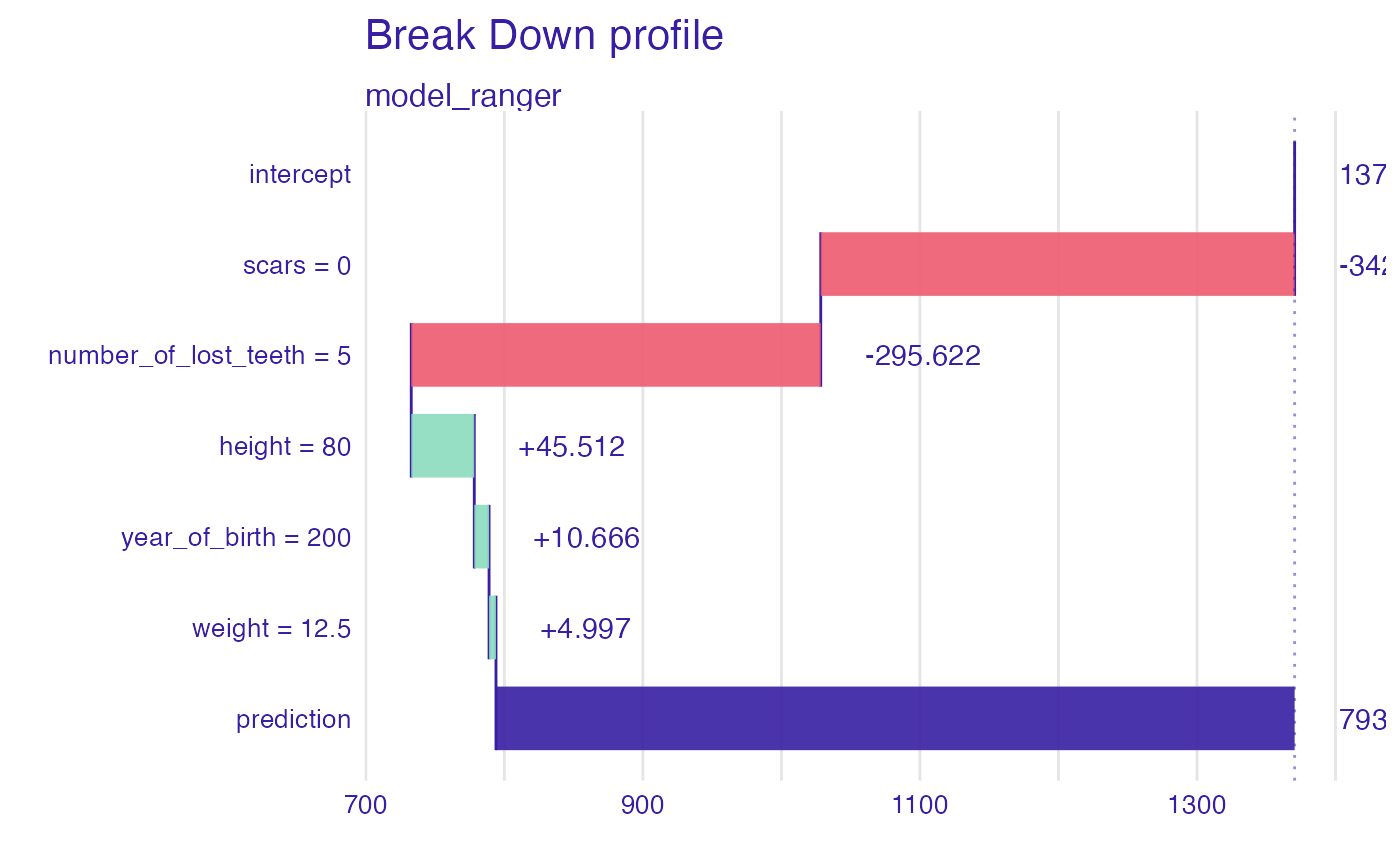 Break Down profile
model_ranger
intercept 137
scars = 0 -342
number_of_lost_teeth = 5 -295.622
height = 80 +45.512
year_of_birth = 200 +10.666
weight = 12.5 +4.997
prediction 793
700 900 1100 1300